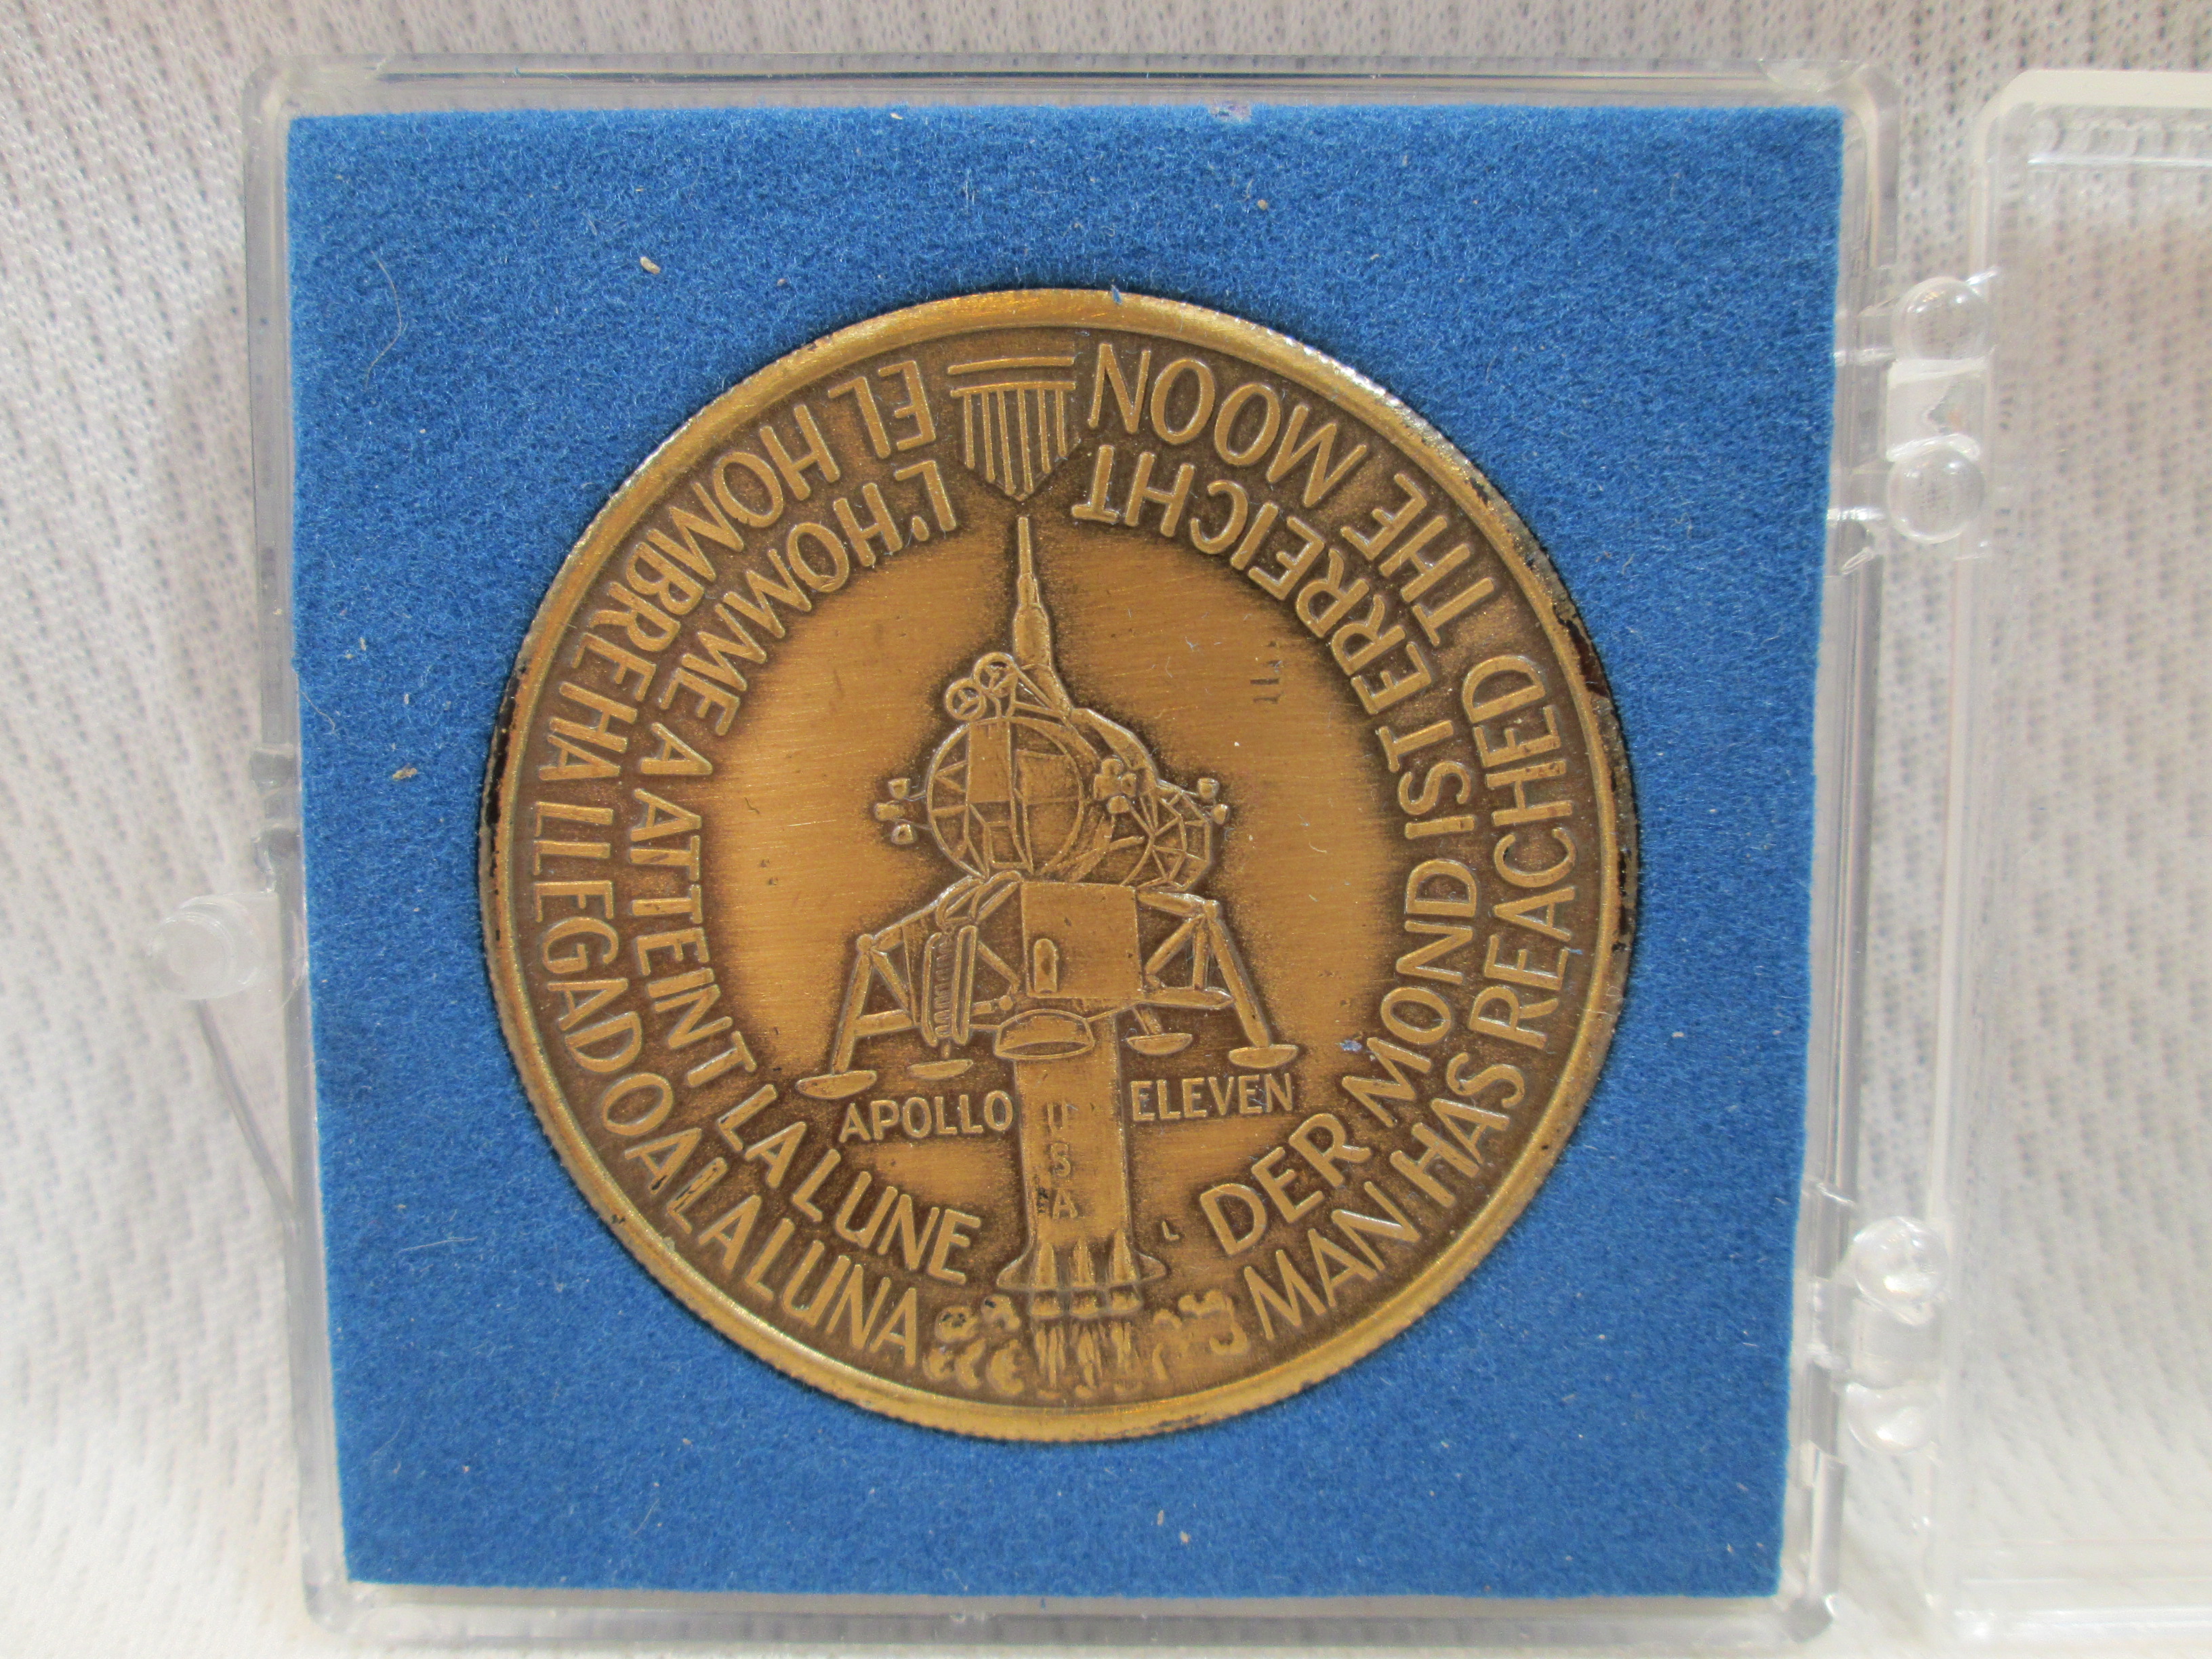 EL HOMBRE HA LLEGADO A LA LUNA
L'HOMME A ATTEINT LA LUNE
DER MOND IST ERREICHT
MAN HAS REACHED THE MOON
APOLLO ELEVEN
USA